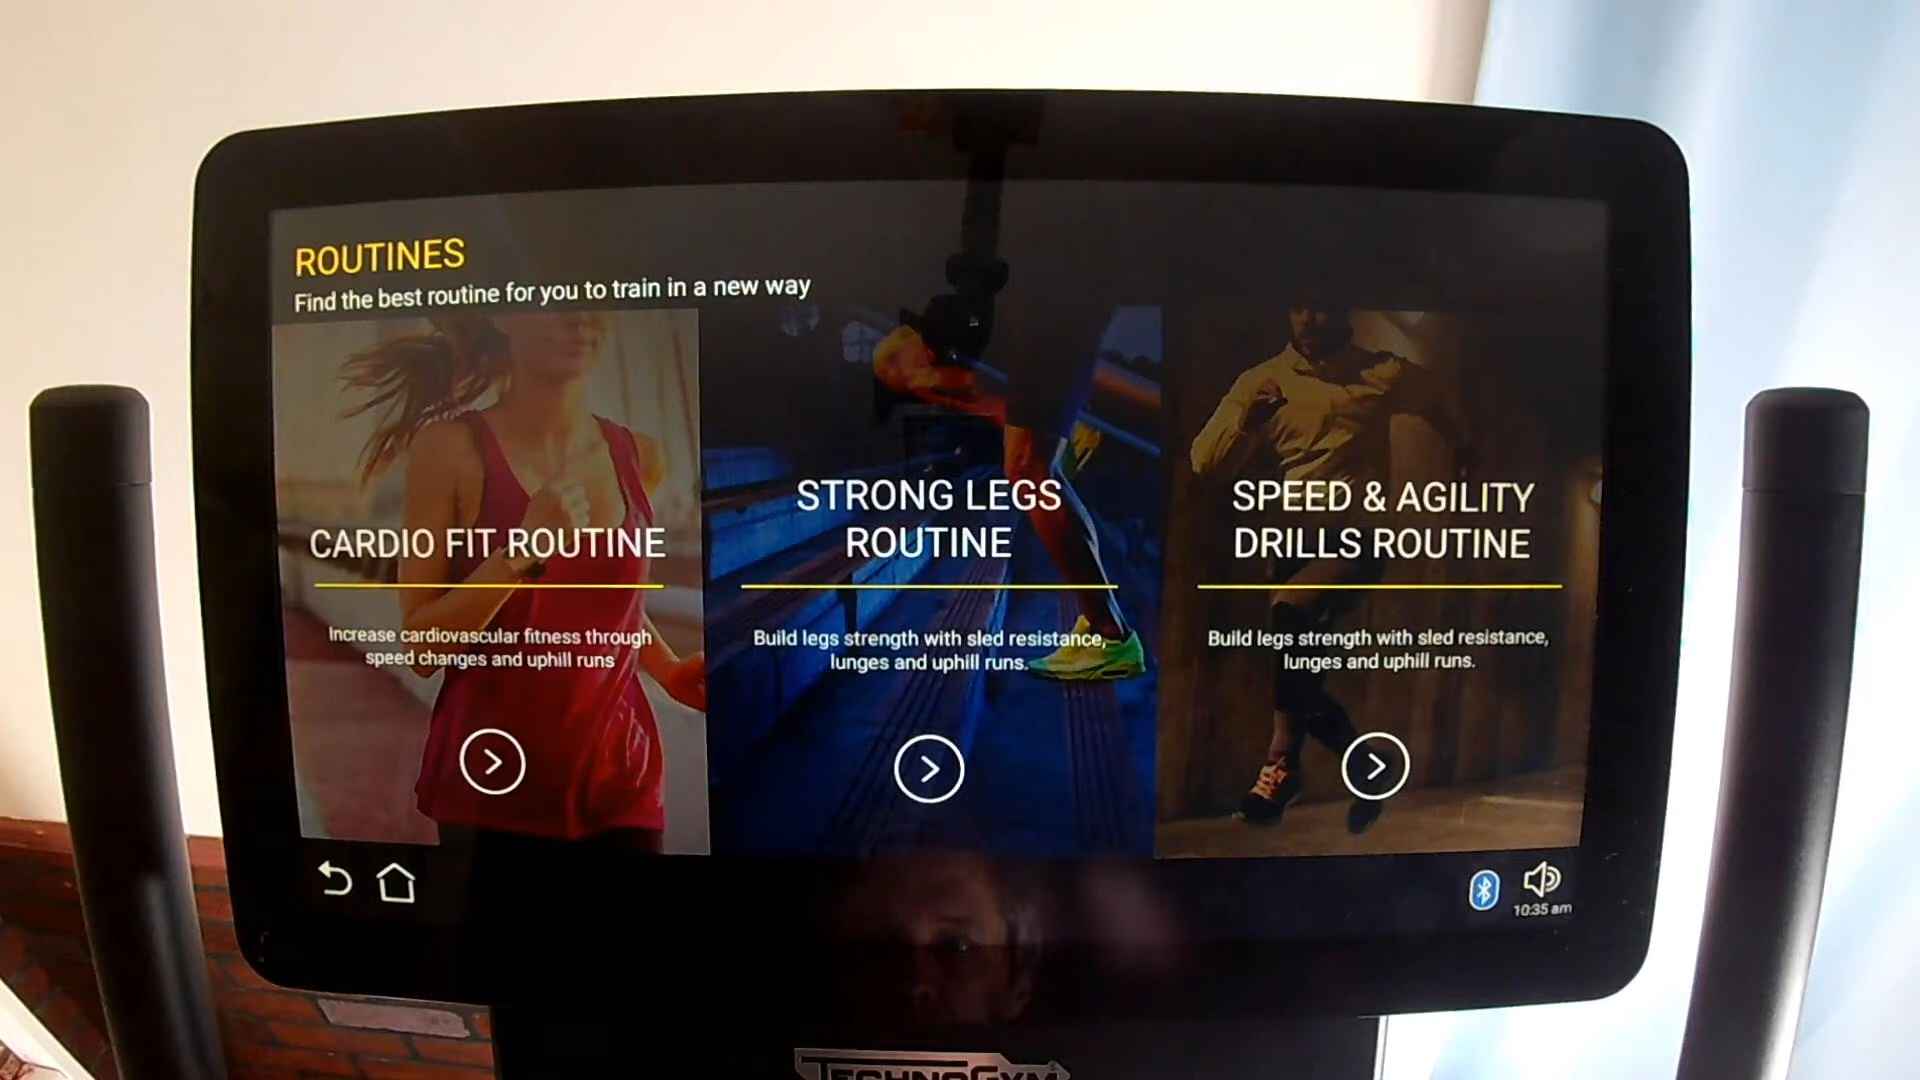 ROUTINES
Find the best routine for you to train in a new way
CARDIO FIT ROUTINE
Increase cardiovascular fitness through
speed changes and uphill runs
STRONG LEGS
ROUTINE
Build legs strength with sled resistance,
lunges and uphill runs.
SPEED & AGILITY
DRILLS ROUTINE
Build legs strength with sled resistance,
lunges and uphill runs.
10:35 am
TECHNOGYM